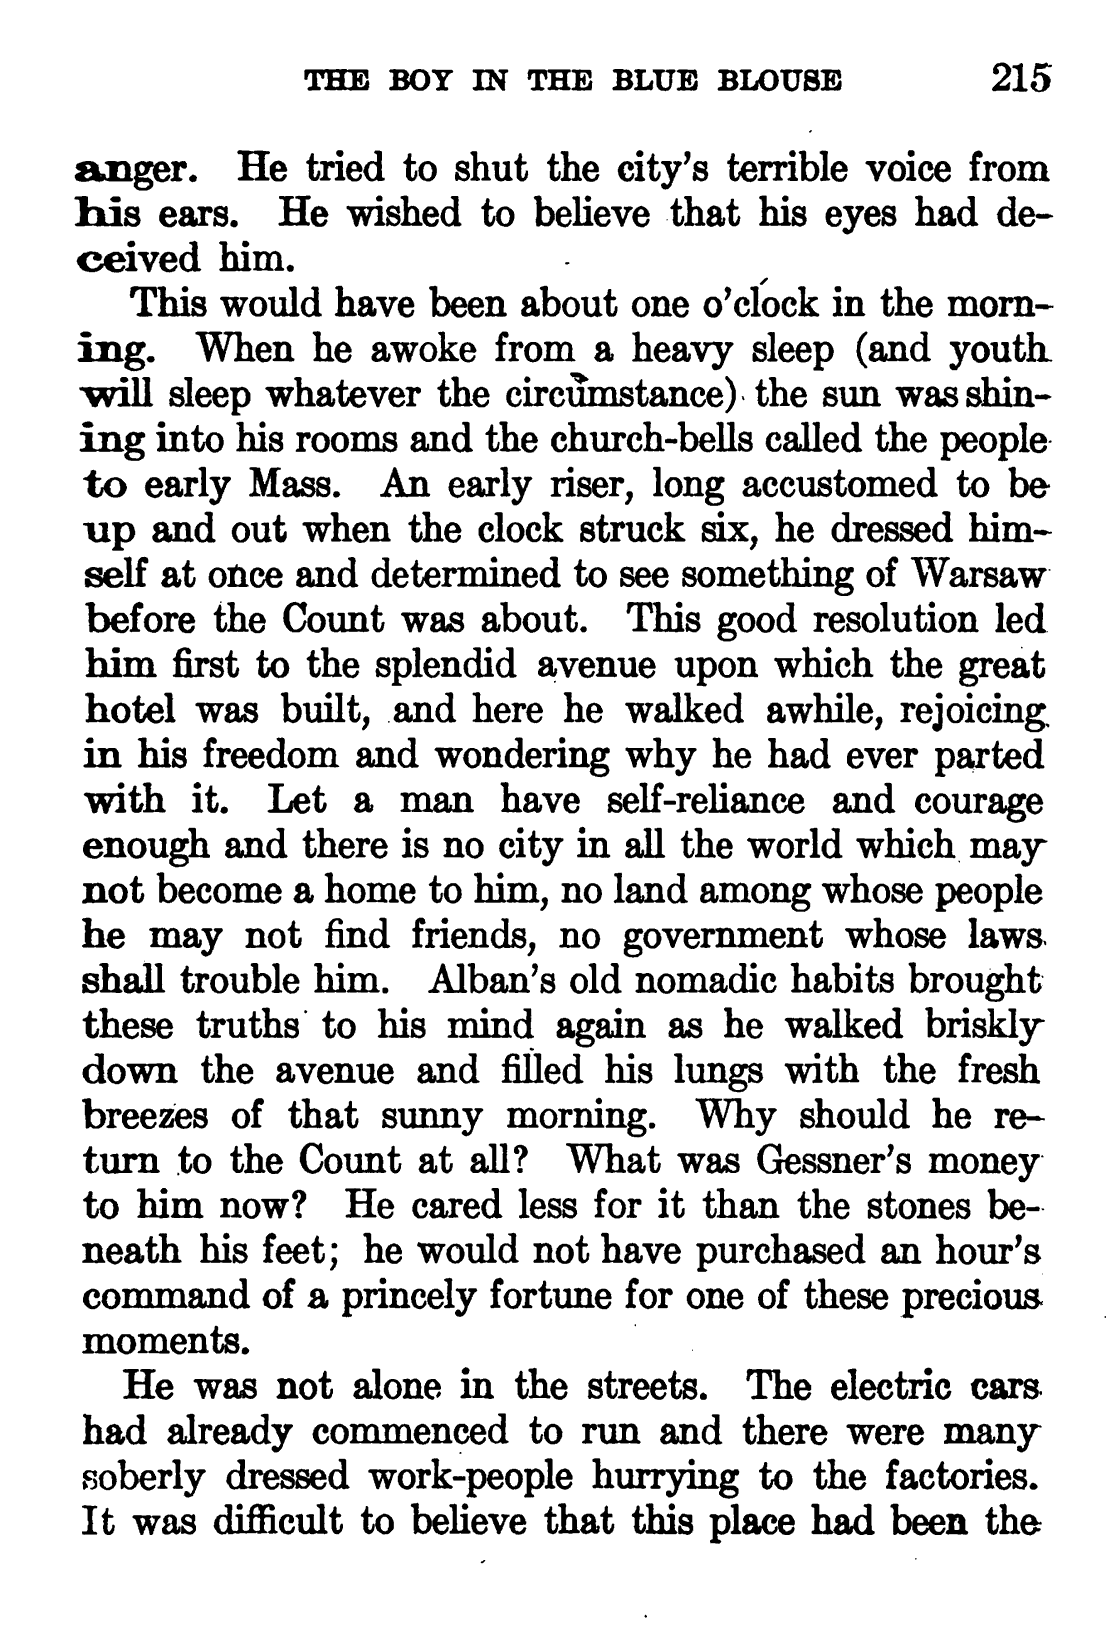 THE BOY IN THE BLUE BLOUSE 215
anger. He tried to shut the city's terrible voice from
his ears. He wished to believe that his eyes had de-
ceived him.
This would have been about one o'clock in the morn-
ing. When he awoke from a heavy sleep (and youth
will sleep whatever the circumstance) the sun was shin-
ing into his rooms and the church-bells called the people
to early Mass. An early riser, long accustomed to be
up and out when the clock struck six, he dressed him-
self at once and determined to see something of Warsaw
before the Count was about. This good resolution led
him first to the splendid avenue upon which the great
hotel was built, and here he walked awhile, rejoicing
in his freedom and wondering why he had ever parted
with it. Let a man have self-reliance and courage
enough and there is no city in all the world which may
not become a home to him, no land among whose people
he may not find friends, no government whose laws
shall trouble him. Alban's old nomadic habits brought
these truths to his mind again as he walked briskly
down the avenue and filled his lungs with the fresh
breezes of that sunny morning. Why should he re-
turn to the Count at all? What was Gessner's money
to him now? He cared less for it than the stones be-
neath his feet; he would not have purchased an hour's
command of a princely fortune for one of these precious
moments.
He was not alone in the streets. The electric cars
had already commenced to run and there were many
soberly dressed work-people hurrying to the factories.
It was difficult to believe that this place had been the